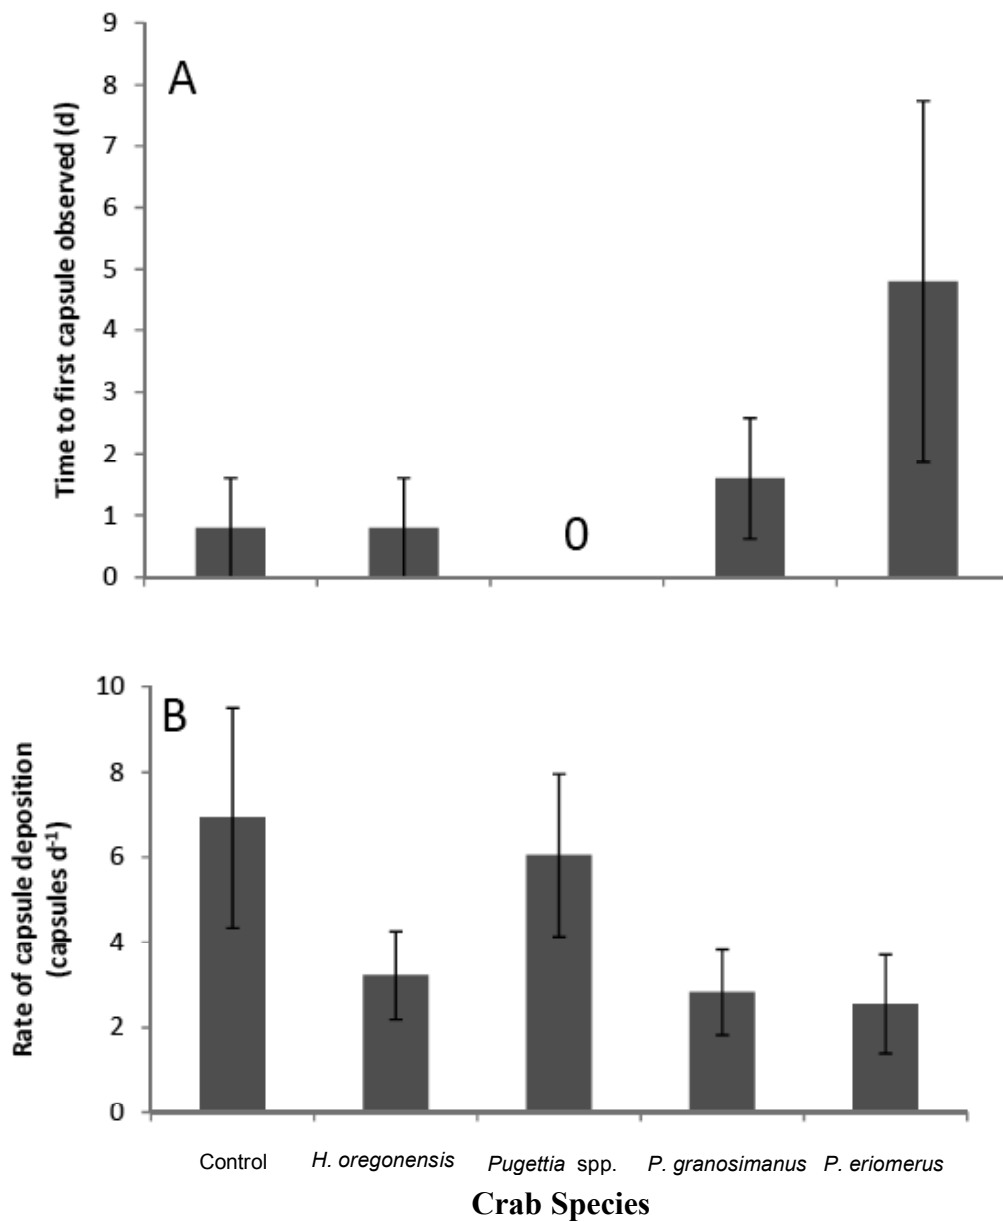 9
8
7
6
5
4
3
2
1
0
A
Time to first capsule observed (d)
0
10
8
6
4
2
0
B
Rate of capsule deposition
(capsules d⁻¹)
Control H. oregonensis Pugettia spp. P. granosimanus P. eriomerus
Crab Species